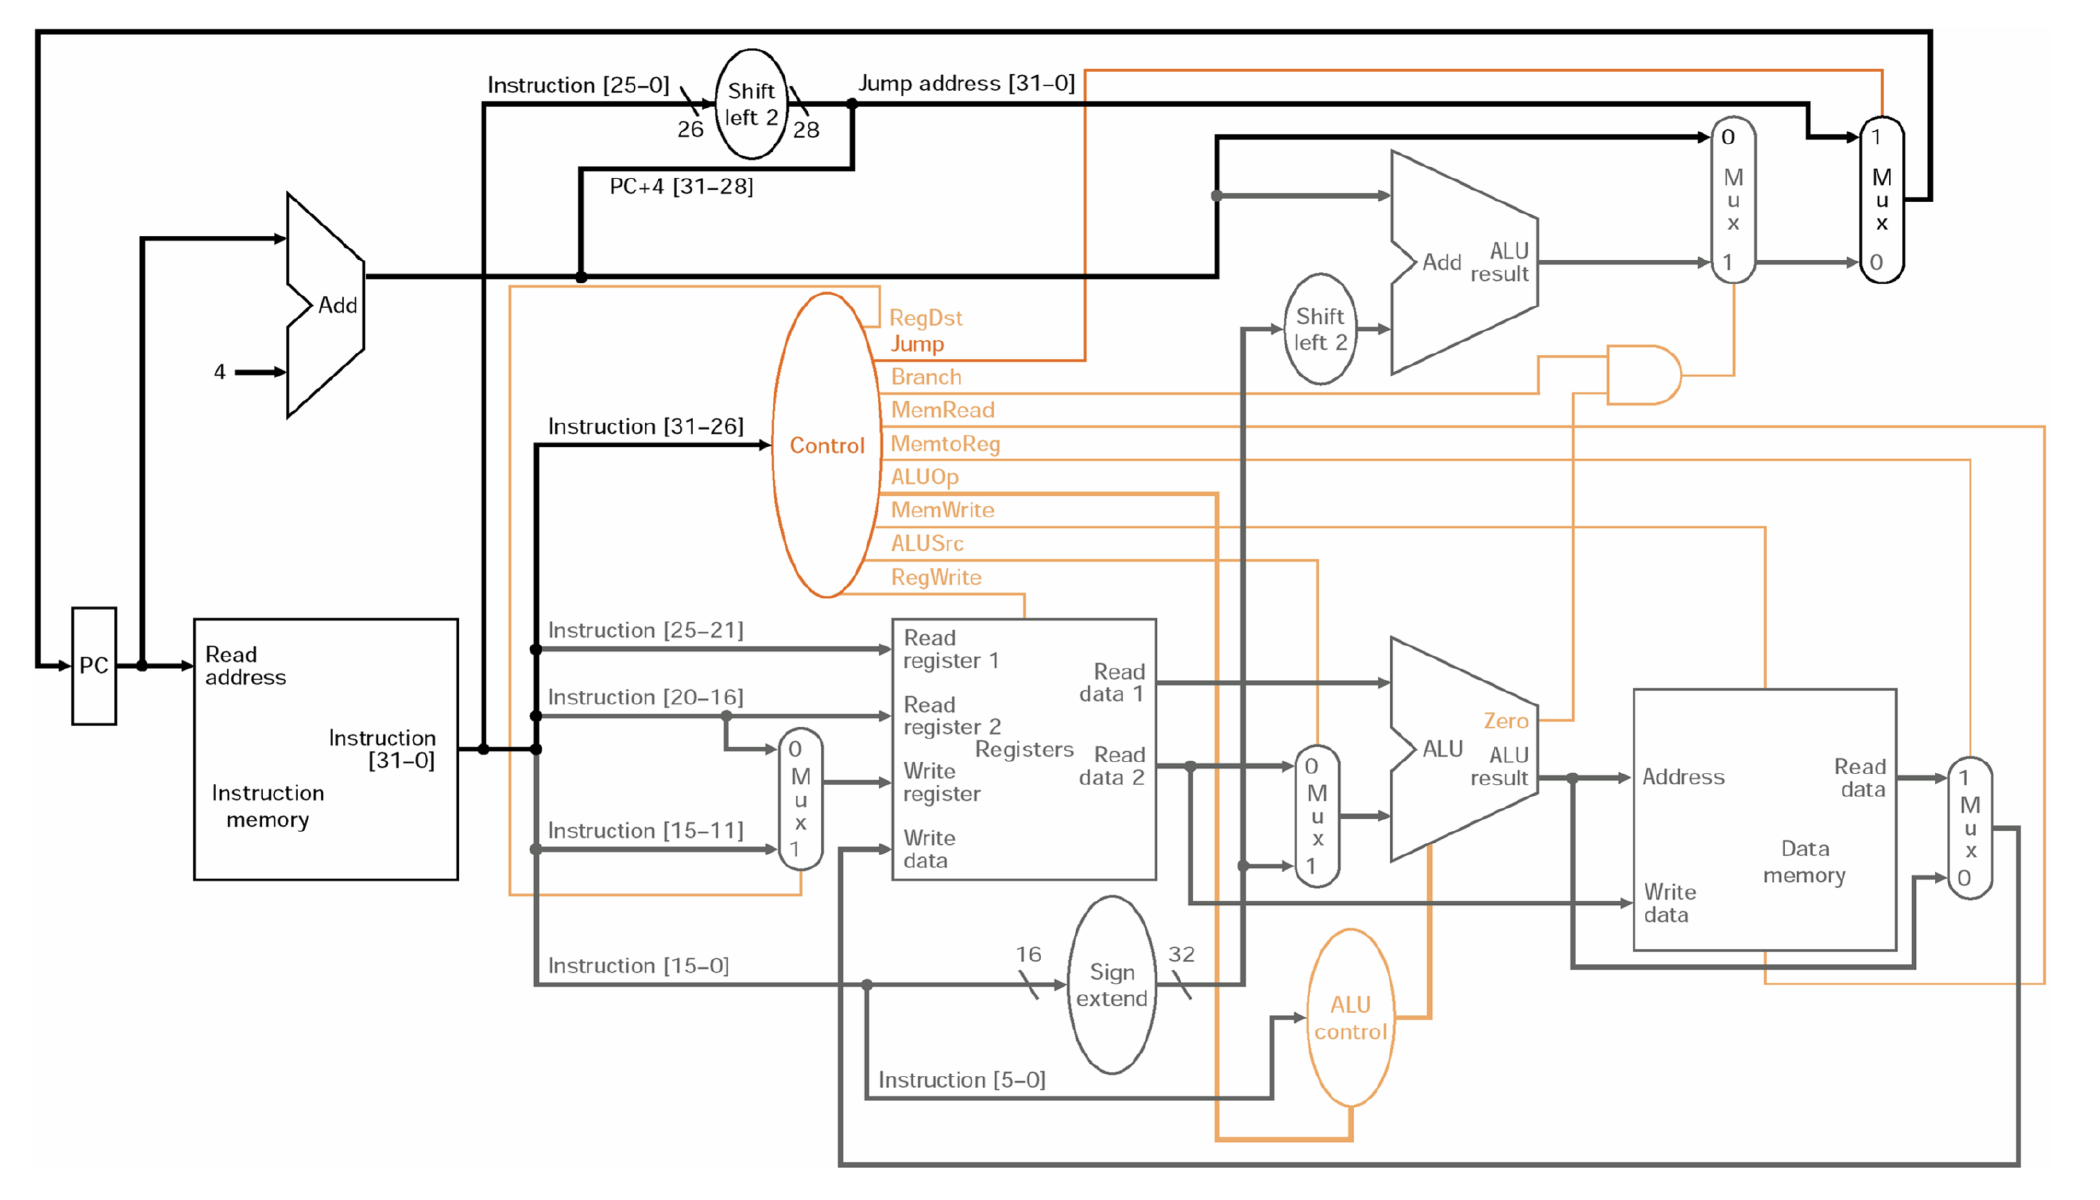 Instruction [25–0]
Shift
left 2
Jump address [31–0]
26
28
PC+4 [31–28]
Add
4
0
M
u
x
1
1
M
u
x
0
Add
ALU
result
Shift
left 2
RegDst
Jump
Branch
MemRead
MemtoReg
ALUOp
MemWrite
ALUSrc
RegWrite
Instruction [31–26]
Control
PC
Read
address
Instruction
[31–0]
Instruction
memory
Instruction [25–21]
Instruction [20–16]
Instruction [15–11]
Instruction [15–0]
Instruction [5–0]
0
M
u
x
1
Read
register 1
Read
register 2
Write
register
Write
data
Registers
Read
data 1
Read
data 2
0
M
u
x
1
Zero
ALU
ALU
result
Address
Read
data
Data
memory
Write
data
1
M
u
x
0
16
Sign
extend
32
ALU
control